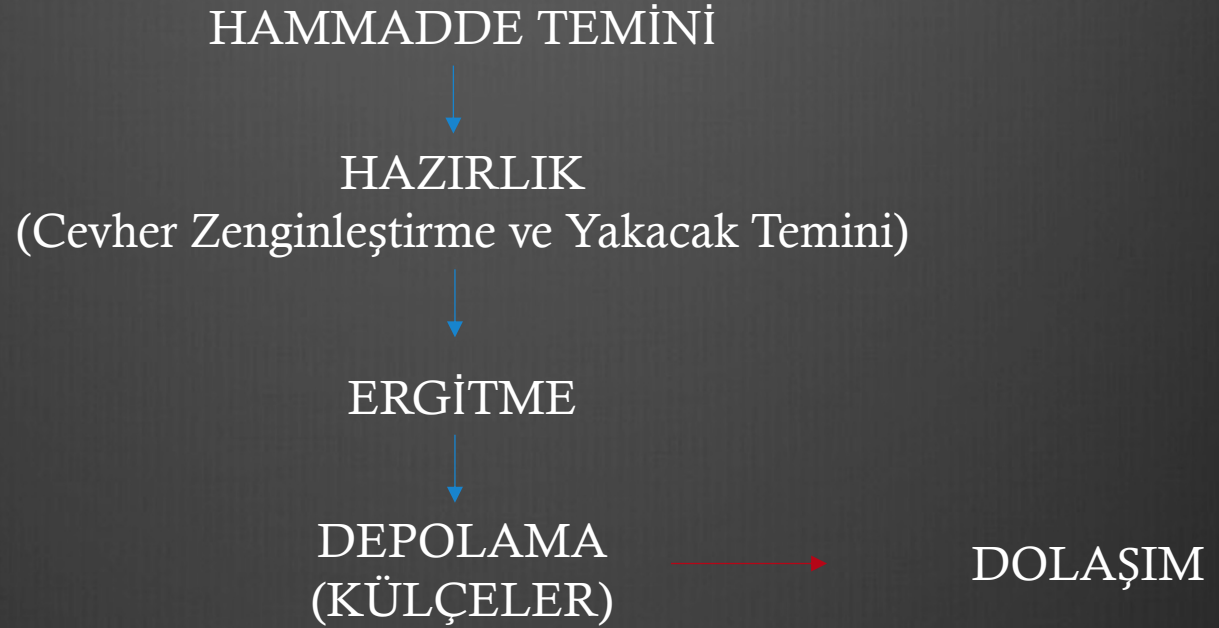 HAMMADDE TEMİNİ
HAZIRLIK
(Cevher Zenginleştirme ve Yakacak Temini)
ERGİTME
DEPOLAMA
(KÜLÇELER)
DOLAŞIM